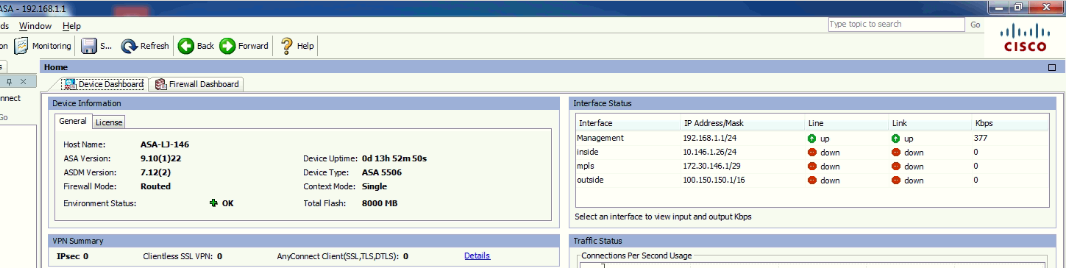 ASA - 192.168.1.1
ds Window Help
Type topic to search Go
on Monitoring S... Refresh Back Forward Help
CISCO
Home
Device Dashboard Firewall Dashboard
nnect
Go
Device Information
General License
Host Name: ASA-LJ-146
ASA Version: 9.10(1)22 Device Uptime: 0d 13h 52m 50s
ASDM Version: 7.12(2) Device Type: ASA 5506
Firewall Mode: Routed Context Mode: Single
Environment Status: OK Total Flash: 8000 MB
Interface Status
Interface IP Address/Mask Line Link Kbps
Management 192.168.1.1/24 up up 377
inside 10.146.1.26/24 down down 0
mpls 172.30.146.1/29 down down 0
outside 100.150.150.1/16 down down 0
Select an interface to view input and output Kbps
VPN Summary
IPsec 0 Clientless SSL VPN: 0 AnyConnect Client(SSL,TLS,DTLS): 0 Details
Traffic Status
Connections Per Second Usage